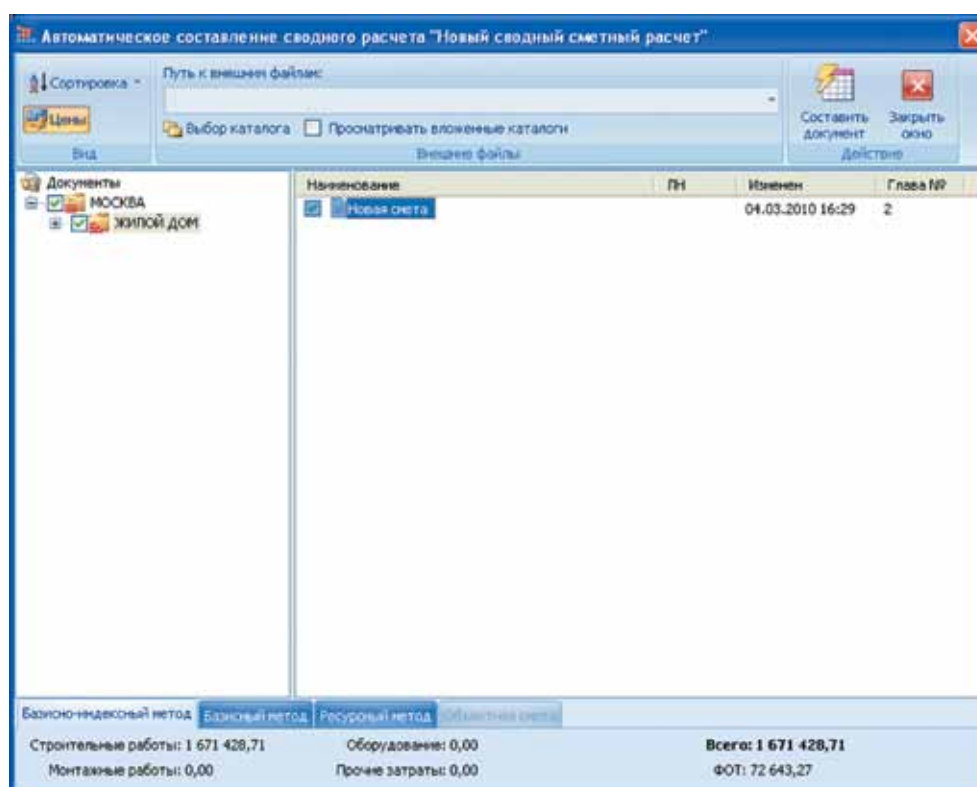 Автоматическое составление сводного расчета "Новый сводный сметный расчет"
Сортировка
Цены
Вид
Путь к внешним файлам:
Выбор каталога
Просматривать вложенные каталоги
Внешние файлы
Составить документ
Закрыть окно
Действие
Документы
МОСКВА
ЖИЛОЙ ДОМ
Наименование ПН Изменен Глава №
Новая смета 04.03.2010 16:29 2
Базисно-индексный метод Базисный метод Ресурсный метод Объектная смета
Строительные работы: 1 671 428,71 Оборудование: 0,00 Всего: 1 671 428,71
Монтажные работы: 0,00 Прочие затраты: 0,00 ФОТ: 72 643,27